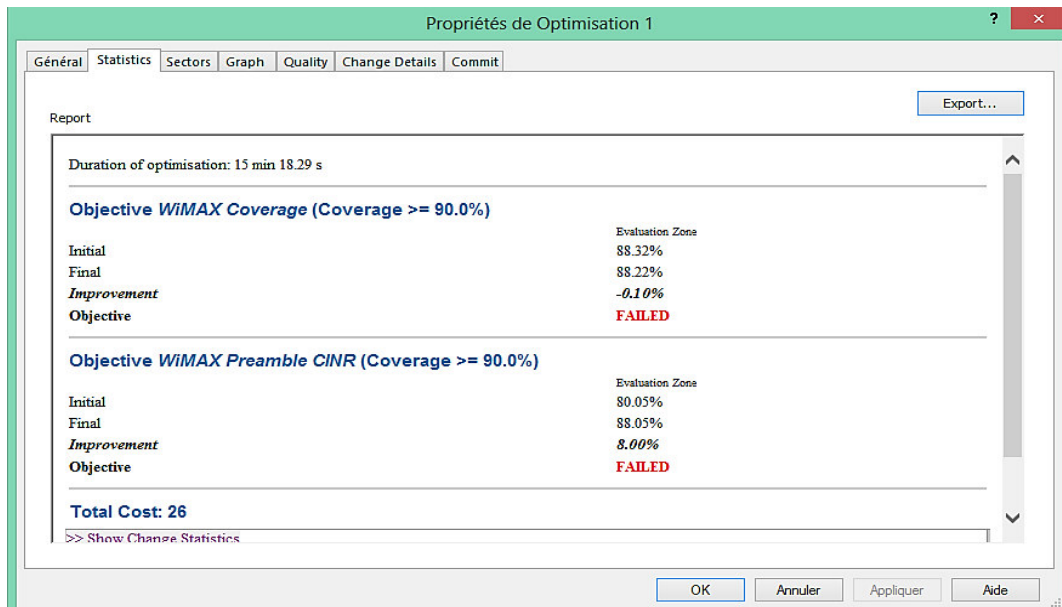 Propriétés de Optimisation 1 ? ×
Général Statistics Sectors Graph Quality Change Details Commit
Export...
Report
Duration of optimisation: 15 min 18.29 s
Objective WiMAX Coverage (Coverage >= 90.0%)
Evaluation Zone
Initial 88.32%
Final 88.22%
Improvement -0.10%
Objective FAILED
Objective WiMAX Preamble CINR (Coverage >= 90.0%)
Evaluation Zone
Initial 80.05%
Final 88.05%
Improvement 8.00%
Objective FAILED
Total Cost: 26
>> Show Change Statistics
OK Annuler Appliquer Aide